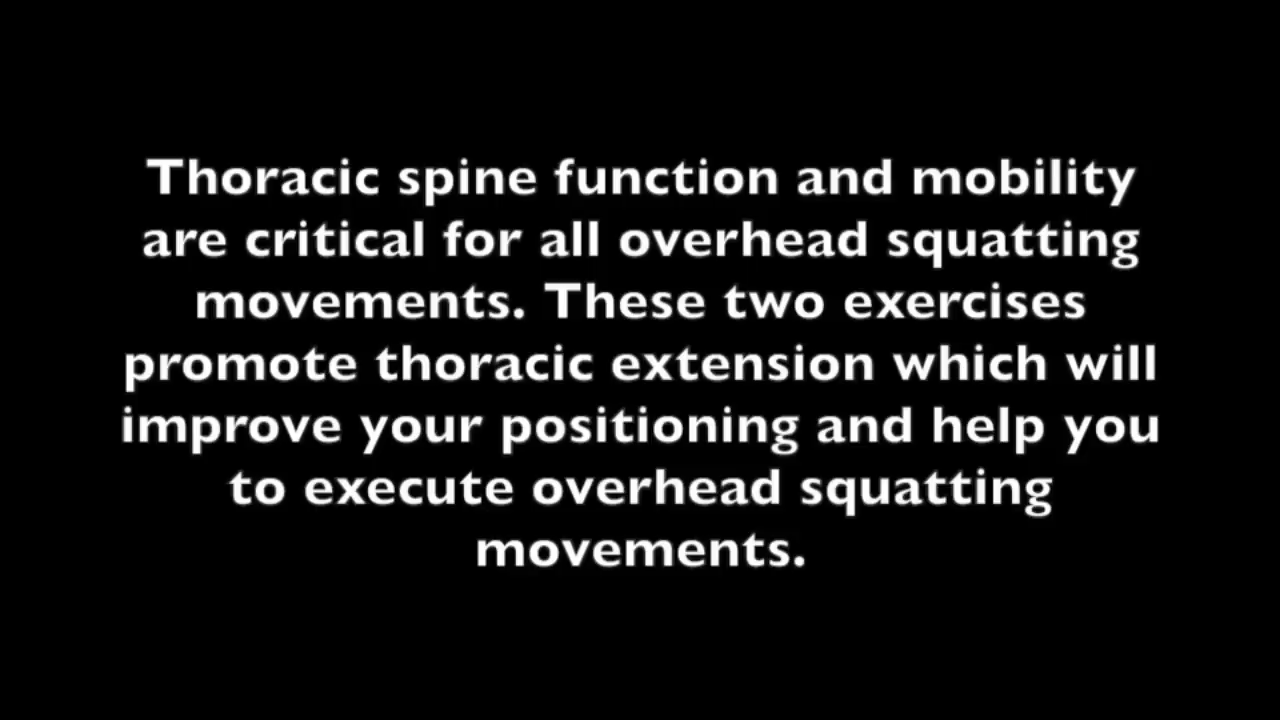 Thoracic spine function and mobility
are critical for all overhead squatting
movements. These two exercises
promote thoracic extension which will
improve your positioning and help you
to execute overhead squatting
movements.